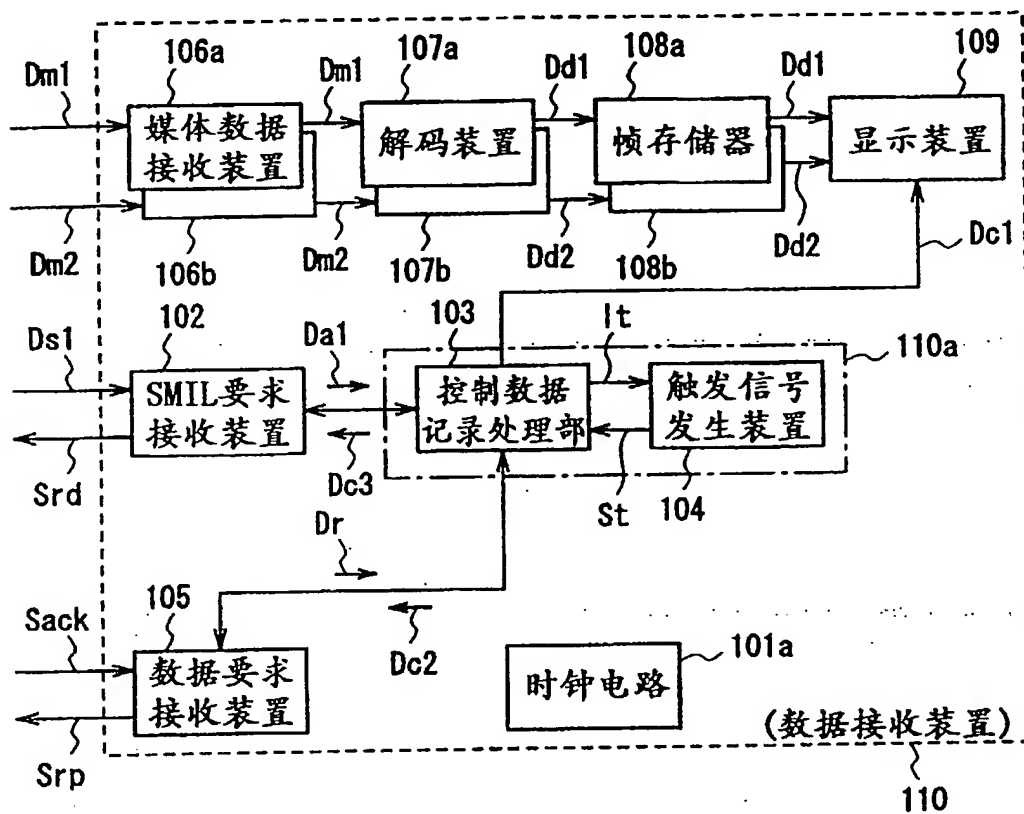 106a
107a
108a
109
Dm1
Dm1
Dd1
Dd1
媒体数据
接收装置
解码装置
帧存储器
显示装置
Dm2
106b
Dm2
107b
Dd2
108b
Dd2
Dc1
Ds1
102
Da1
103
It
110a
SMIL要求
接收装置
控制数据
记录处理部
触发信号
发生装置
Srd
Dc3
St
104
Dr
Sack
105
Dc2
数据要求
接收装置
时钟电路
101a
Srp
(数据接收装置)
110